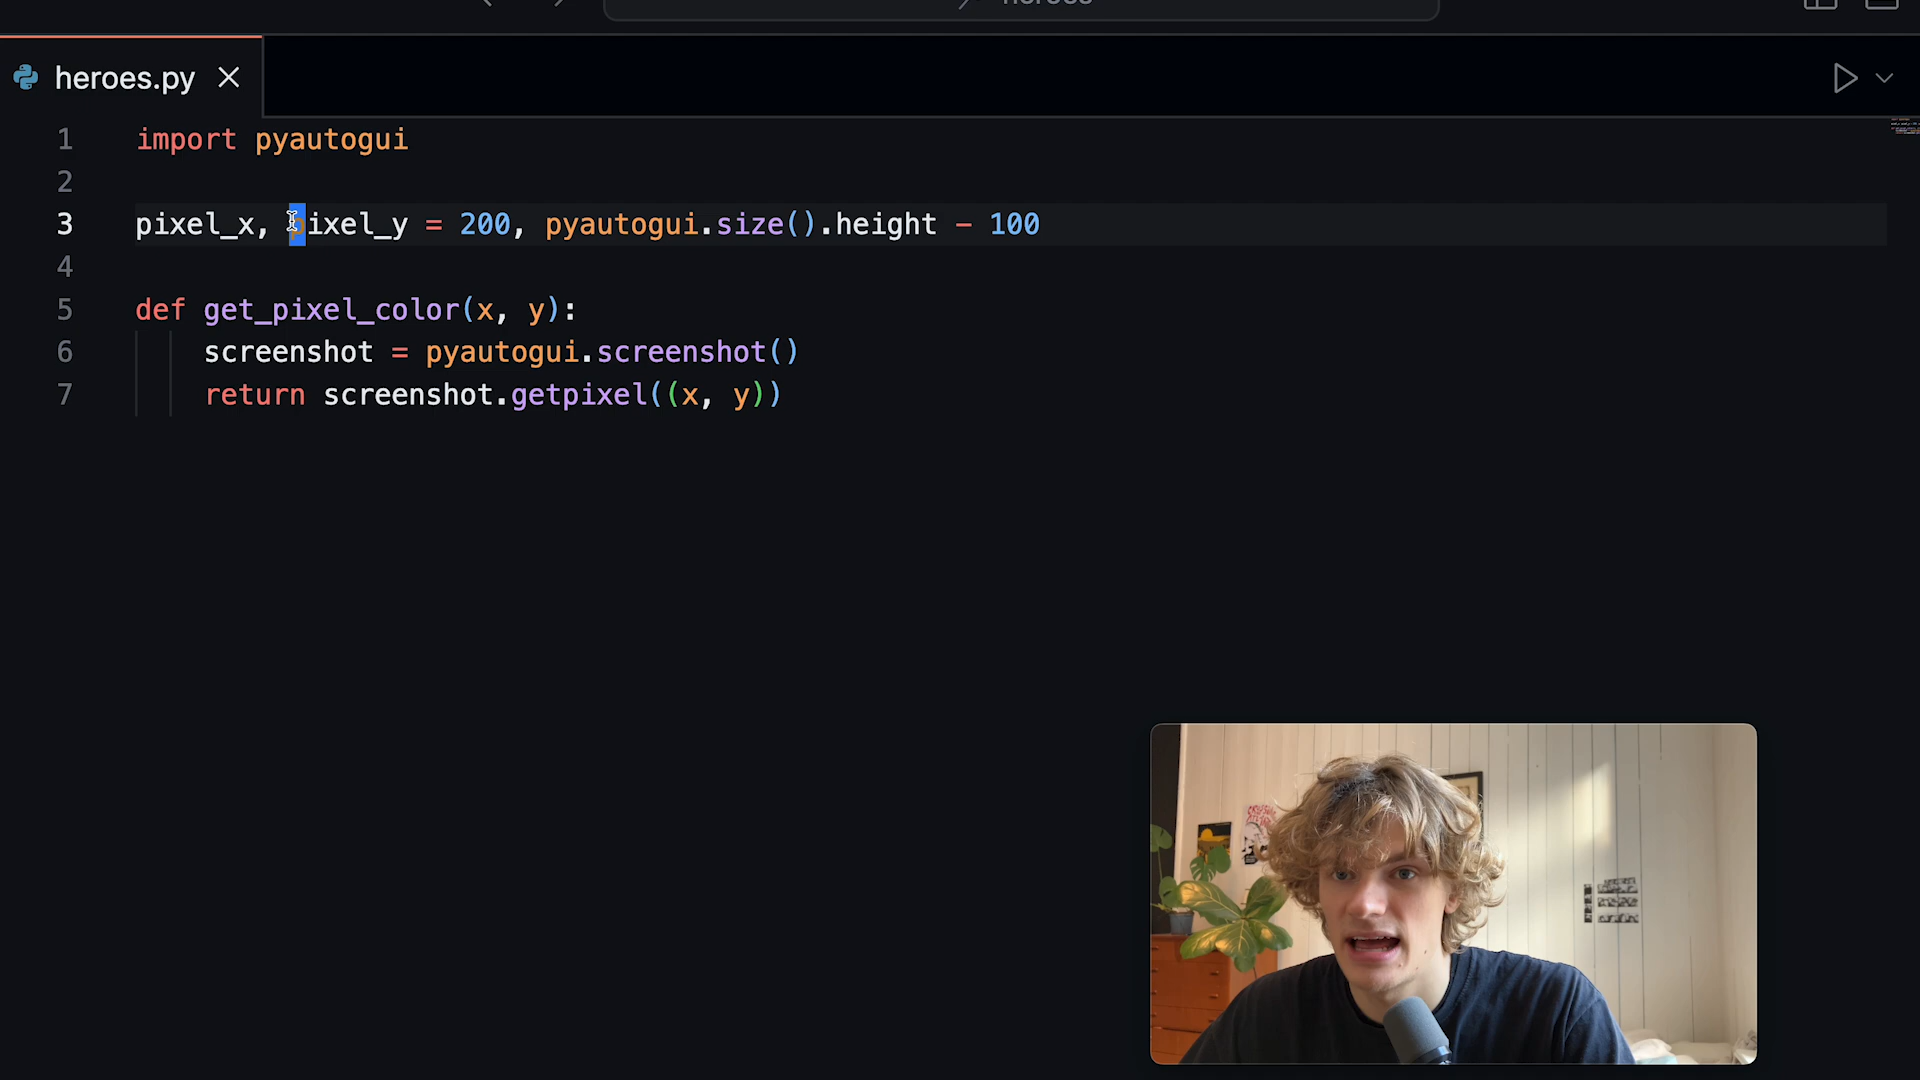 heroes.py
1 import pyautogui
2
3 pixel_x, pixel_y = 200, pyautogui.size().height - 100
4
5 def get_pixel_color(x, y):
6 screenshot = pyautogui.screenshot()
7 return screenshot.getpixel((x, y))